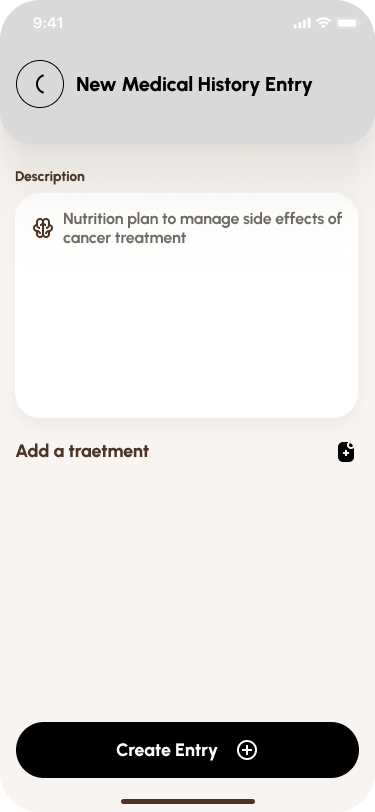 9:41
New Medical History Entry
Description
Nutrition plan to manage side effects of
cancer treatment
Add a traetment
Create Entry